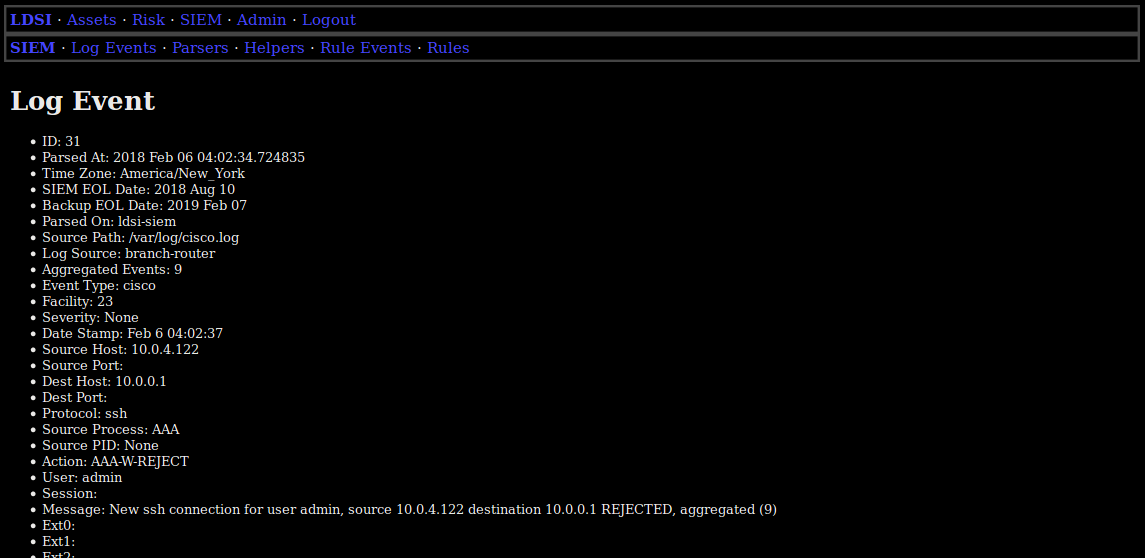 LDSI · Assets · Risk · SIEM · Admin · Logout
SIEM · Log Events · Parsers · Helpers · Rule Events · Rules
Log Event
• ID: 31
• Parsed At: 2018 Feb 06 04:02:34.724835
• Time Zone: America/New_York
• SIEM EOL Date: 2018 Aug 10
• Backup EOL Date: 2019 Feb 07
• Parsed On: ldsi-siem
• Source Path: /var/log/cisco.log
• Log Source: branch-router
• Aggregated Events: 9
• Event Type: cisco
• Facility: 23
• Severity: None
• Date Stamp: Feb 6 04:02:37
• Source Host: 10.0.4.122
• Source Port:
• Dest Host: 10.0.0.1
• Dest Port:
• Protocol: ssh
• Source Process: AAA
• Source PID: None
• Action: AAA-W-REJECT
• User: admin
• Session:
• Message: New ssh connection for user admin, source 10.0.4.122 destination 10.0.0.1 REJECTED, aggregated (9)
• Ext0:
• Ext1:
• Ext2: